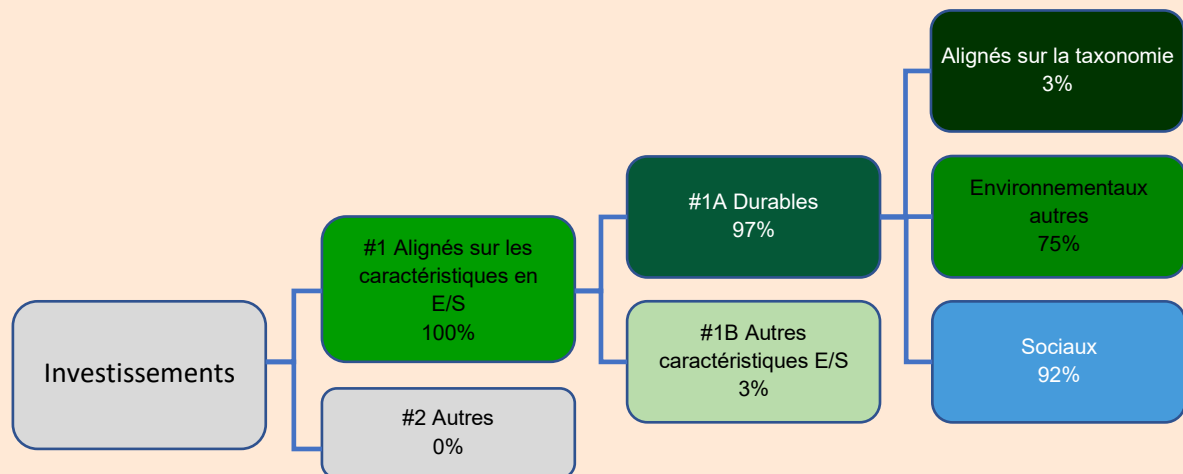 Investissements
#1 Alignés sur les
caractéristiques en
E/S
100%
#2 Autres
0%
#1A Durables
97%
#1B Autres
caractéristiques E/S
3%
Alignés sur la taxonomie
3%
Environnementaux
autres
75%
Sociaux
92%